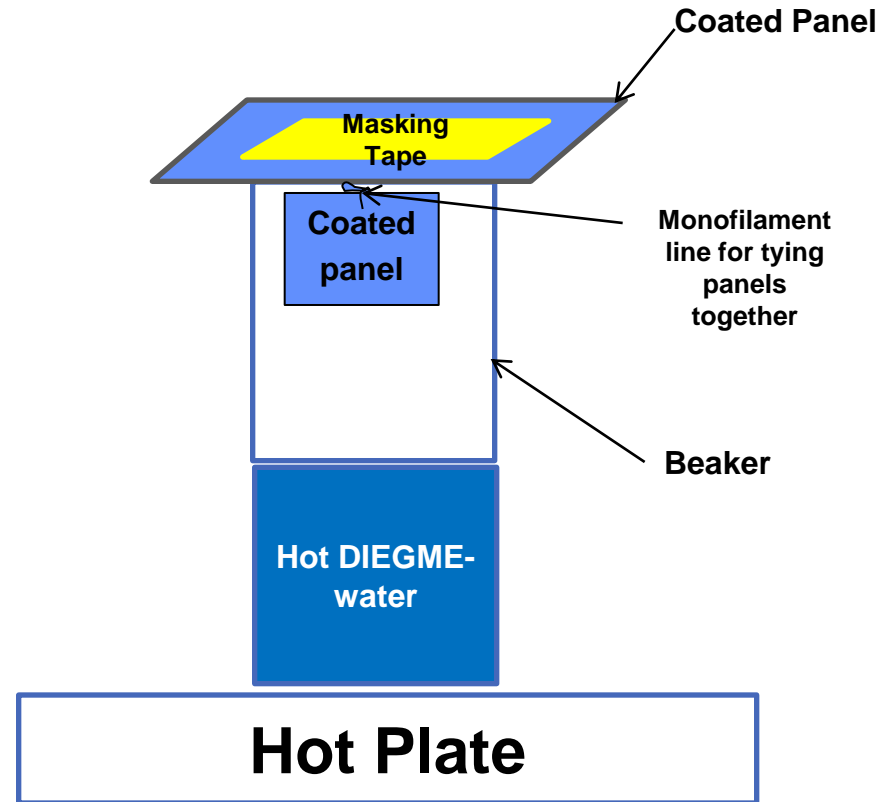 Coated Panel
Masking
Tape
Coated
panel
Monofilament
line for tying
panels
together
Beaker
Hot DIEGME-
water
Hot Plate